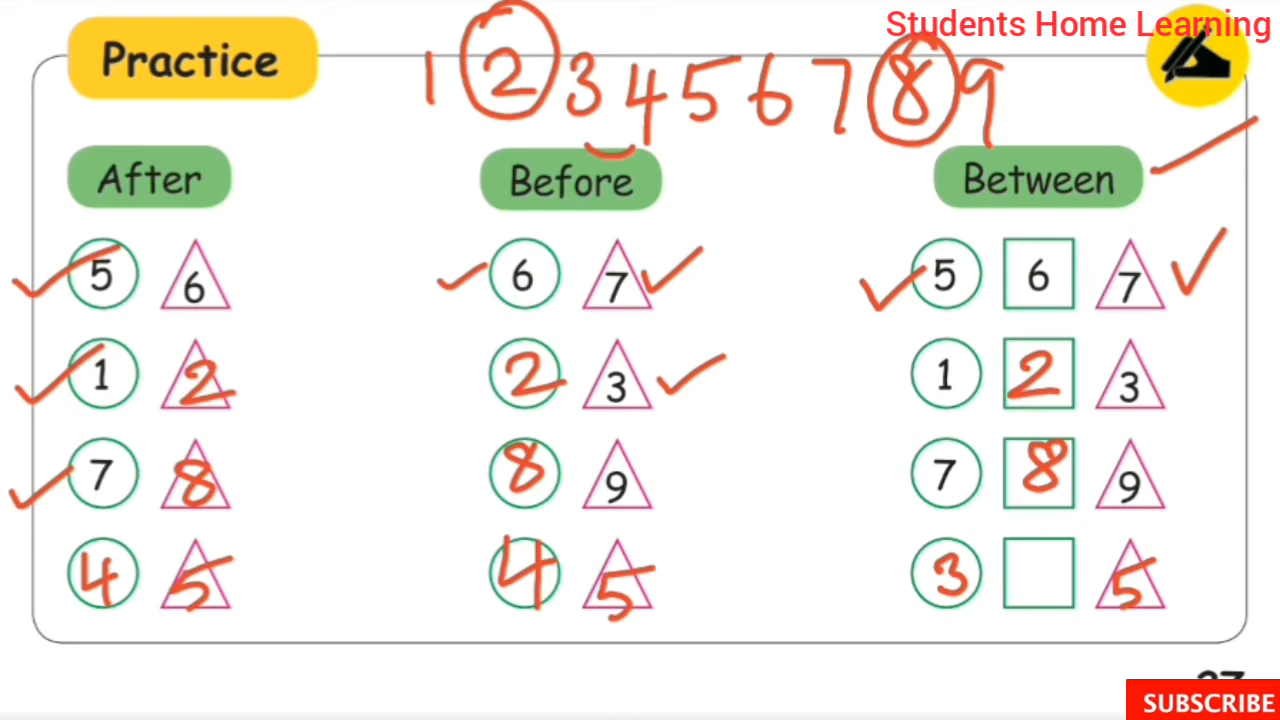 Students Home Learning
Practice
1 2 3 4 5 6 7 8 9
After Before Between
5 6 6 7 5 6 7
1 2 2 3 1 2 3
7 8 8 9 7 8 9
4 5 4 5 3 5
SUBSCRIBE